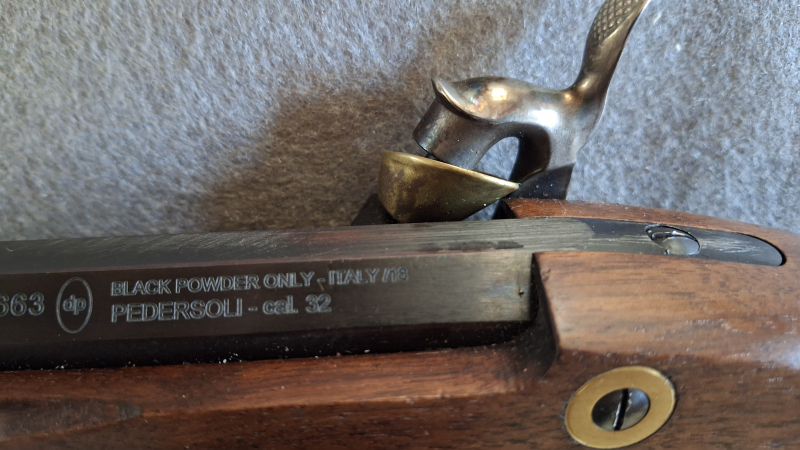 663 dp BLACK POWDER ONLY - ITALY /18
PEDERSOLI - cal. 32